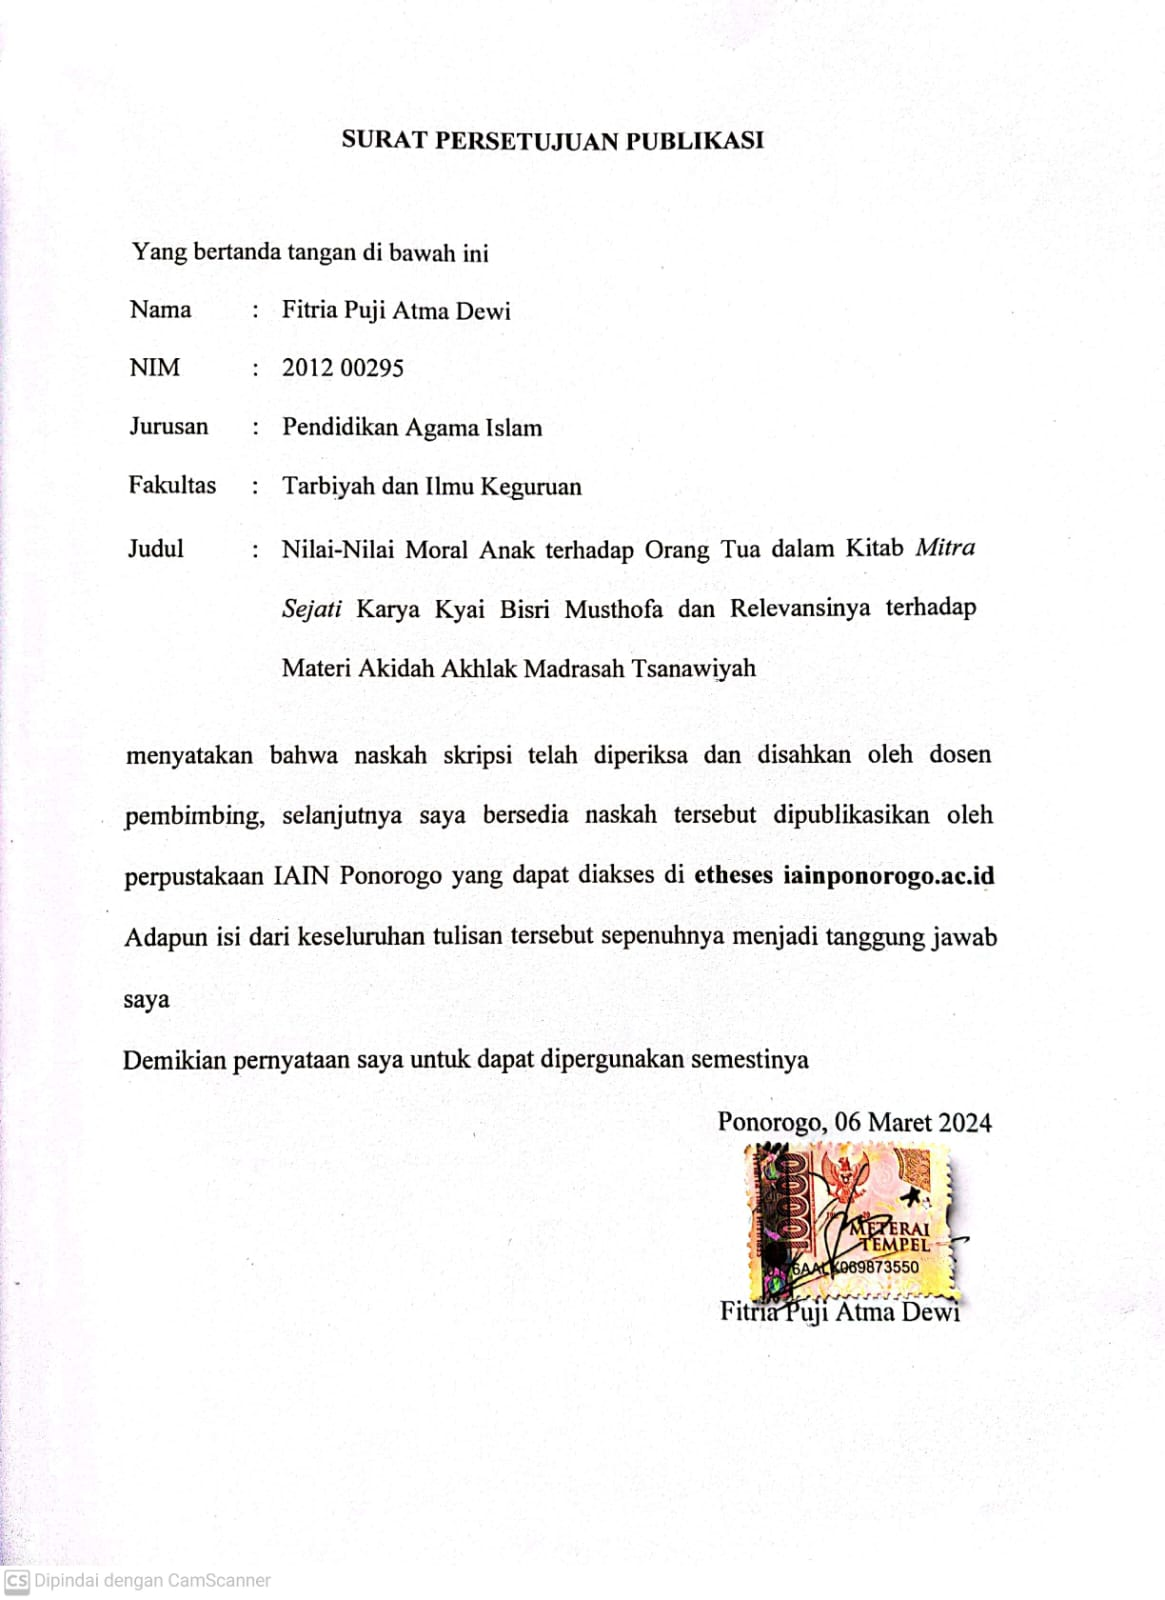 SURAT PERSETUJUAN PUBLIKASI
Yang bertanda tangan di bawah ini
Nama : Fitria Puji Atma Dewi
NIM : 2012 00295
Jurusan : Pendidikan Agama Islam
Fakultas : Tarbiyah dan Ilmu Keguruan
Judul : Nilai-Nilai Moral Anak terhadap Orang Tua dalam Kitab Mitra
Sejati Karya Kyai Bisri Musthofa dan Relevansinya terhadap
Materi Akidah Akhlak Madrasah Tsanawiyah
menyatakan bahwa naskah skripsi telah diperiksa dan disahkan oleh dosen
pembimbing, selanjutnya saya bersedia naskah tersebut dipublikasikan oleh
perpustakaan IAIN Ponorogo yang dapat diakses di etheses iainponorogo.ac.id
Adapun isi dari keseluruhan tulisan tersebut sepenuhnya menjadi tanggung jawab
saya
Demikian pernyataan saya untuk dapat dipergunakan semestinya
Ponorogo, 06 Maret 2024
10000
METERAI
TEMPEL
069873550
Fitria Puji Atma Dewi
CS Dipindai dengan CamScanner